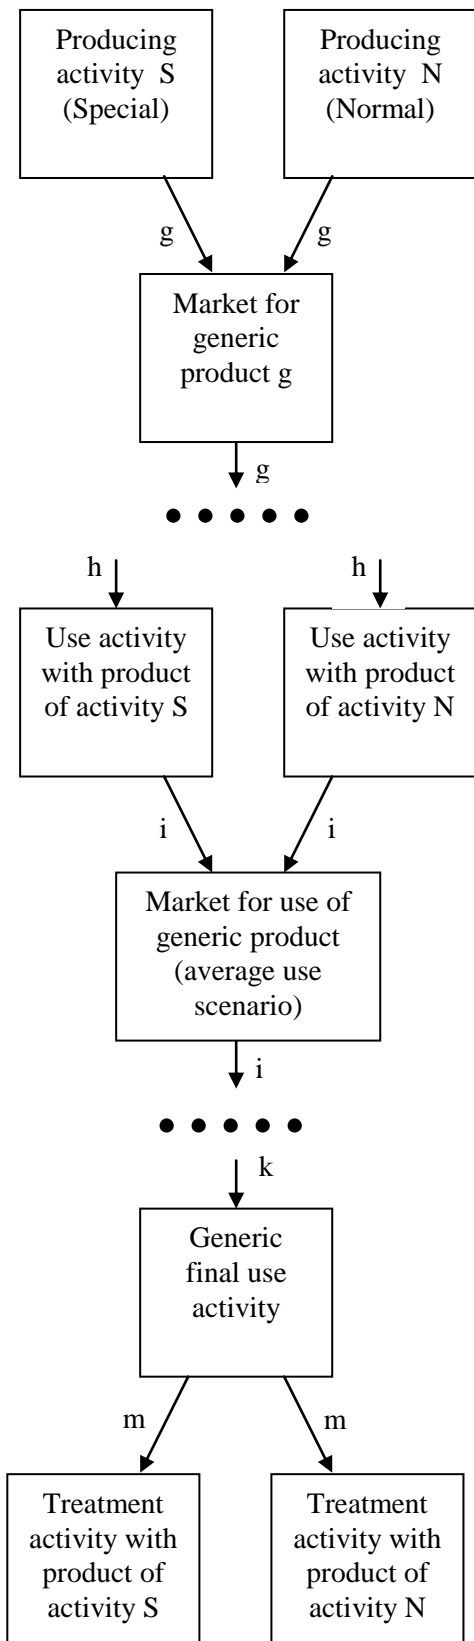 Producing
activity S
(Special)
Producing
activity N
(Normal)
g
g
Market for
generic
product g
g
h
h
Use activity
with product
of activity S
Use activity
with product
of activity N
i
i
Market for use of
generic product
(average use
scenario)
i
k
Generic
final use
activity
m
m
Treatment
activity with
product of
activity S
Treatment
activity with
product of
activity N